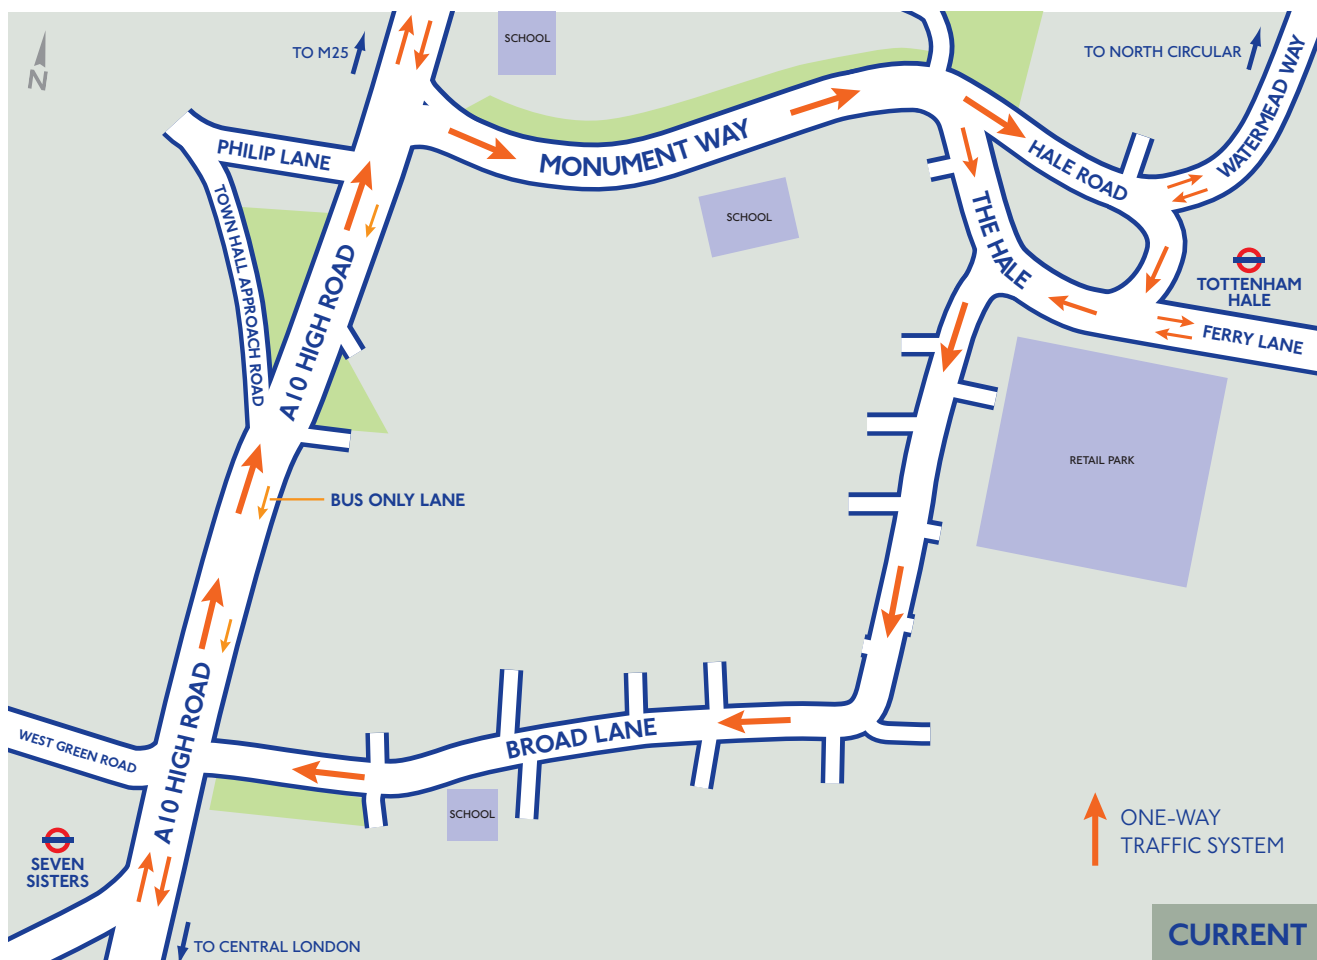 SCHOOL
TO M25
TO NORTH CIRCULAR
N
WATERMEAD WAY
PHILIP LANE
MONUMENT WAY
HALE ROAD
TOWN HALL APPROACH ROAD
SCHOOL
THE HALE
A10 HIGH ROAD
TOTTENHAM
HALE
FERRY LANE
RETAIL PARK
BUS ONLY LANE
A10 HIGH ROAD
BROAD LANE
WEST GREEN ROAD
SCHOOL
SEVEN
SISTERS
ONE-WAY
TRAFFIC SYSTEM
TO CENTRAL LONDON
CURRENT